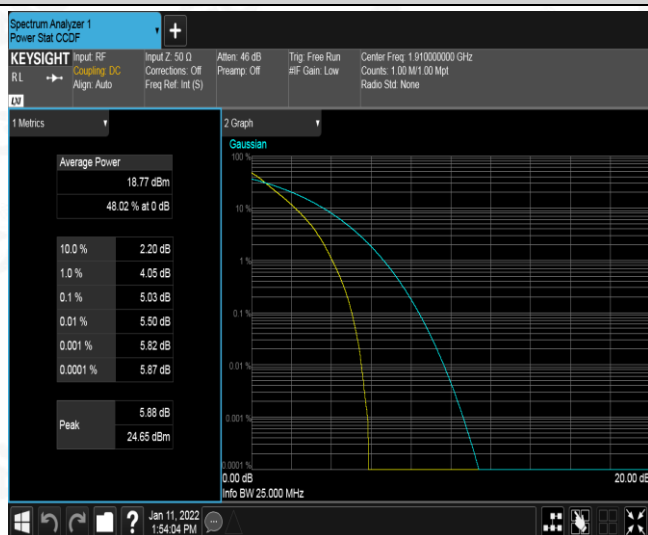 Spectrum Analyzer 1
Power Stat CCDF
KEYSIGHT
RL
LXI
Input: RF
Coupling: DC
Align: Auto
Input Z: 50 Ω
Corrections: Off
Freq Ref: Int (S)
Atten: 46 dB
Preamp: Off
Trig: Free Run
#IF Gain: Low
Center Freq: 1.910000000 GHz
Counts: 1.00 M/1.00 Mpt
Radio Std: None
1 Metrics
Average Power
18.77 dBm
48.02 % at 0 dB
10.0 % 2.20 dB
1.0 % 4.05 dB
0.1 % 5.03 dB
0.01 % 5.50 dB
0.001 % 5.82 dB
0.0001 % 5.87 dB
Peak
5.88 dB
24.65 dBm
2 Graph
Gaussian
100 %
10 %
1 %
0.1 %
0.01 %
0.001 %
0.0001 %
0.00 dB 20.00 dB
Info BW 25.000 MHz
?
Jan 11, 2022
1:54:04 PM